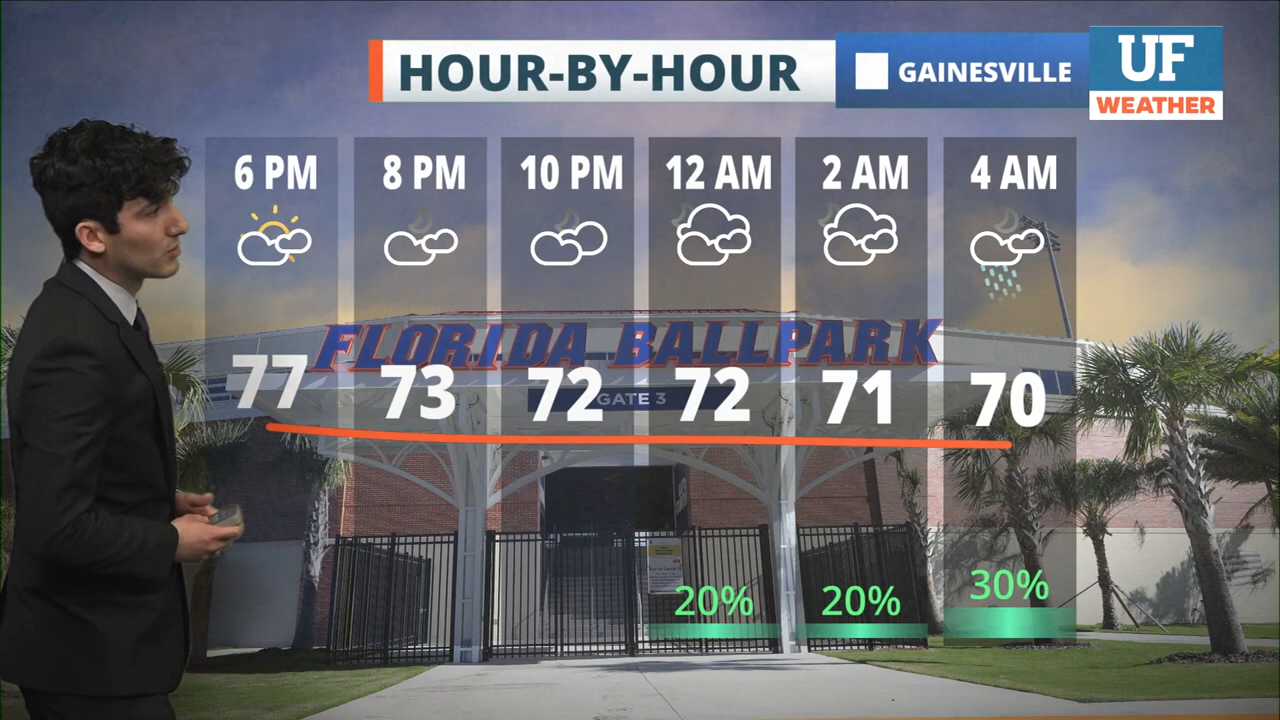 HOUR-BY-HOUR
GAINESVILLE
UF
WEATHER
6 PM
8 PM
10 PM
12 AM
2 AM
4 AM
FLORIDA BALLPARK
77
73
72
72
71
70
GATE 3
20%
20%
30%